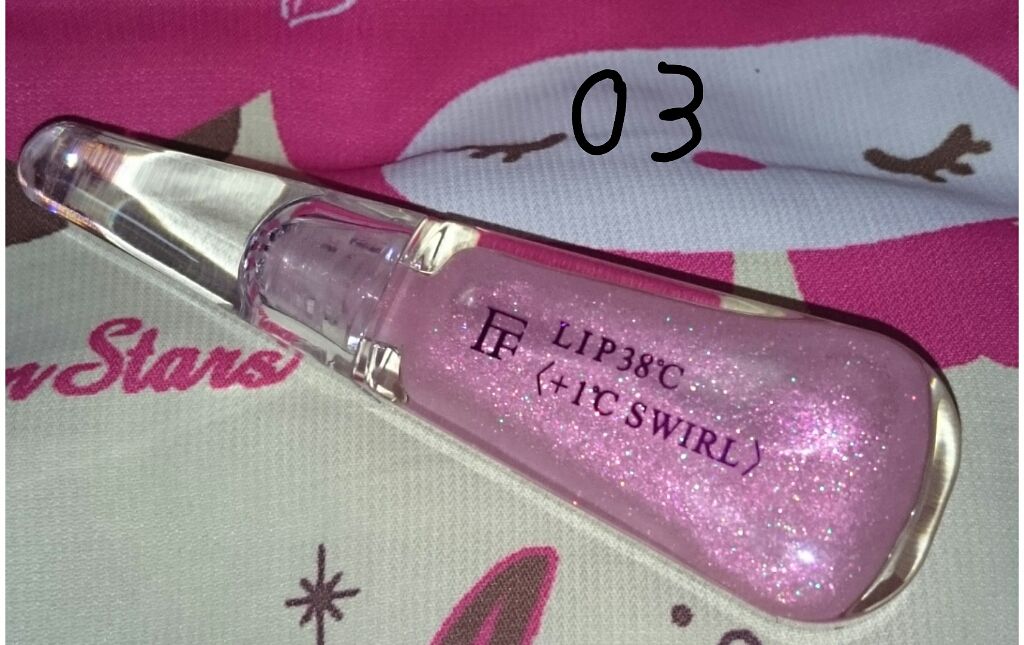 03
FF
LIP38℃
〈+1℃ SWIRL〉
Stars